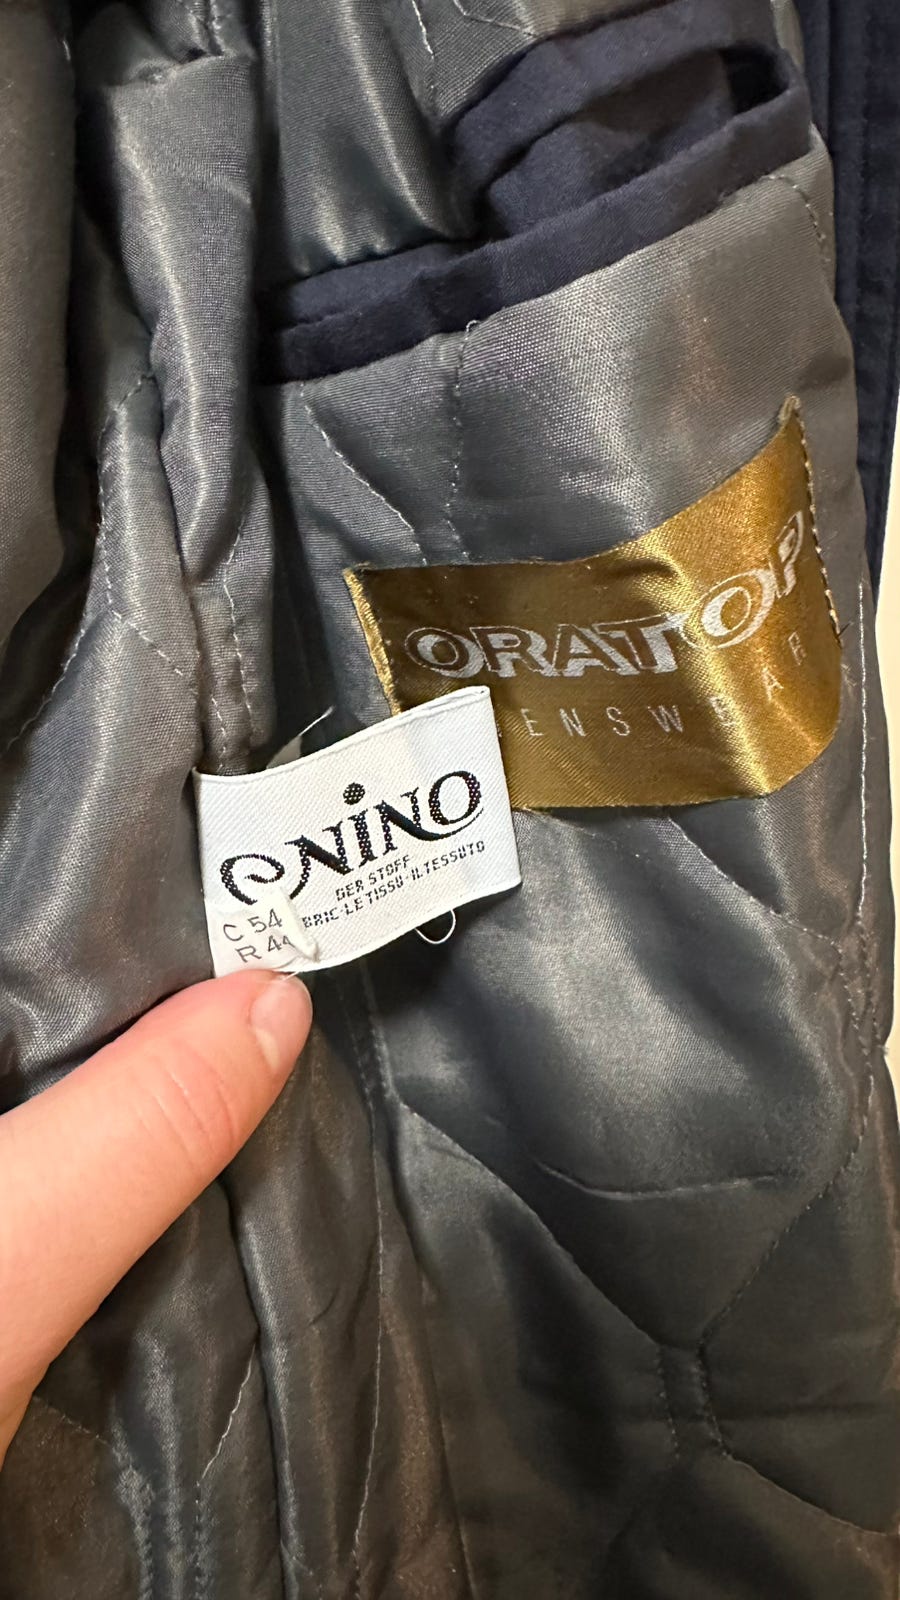 ORATOP
ENSWEAR
NINO
DER STOFF
BRIC·LE TISSU·IL TESSUTO
C 54
R 44